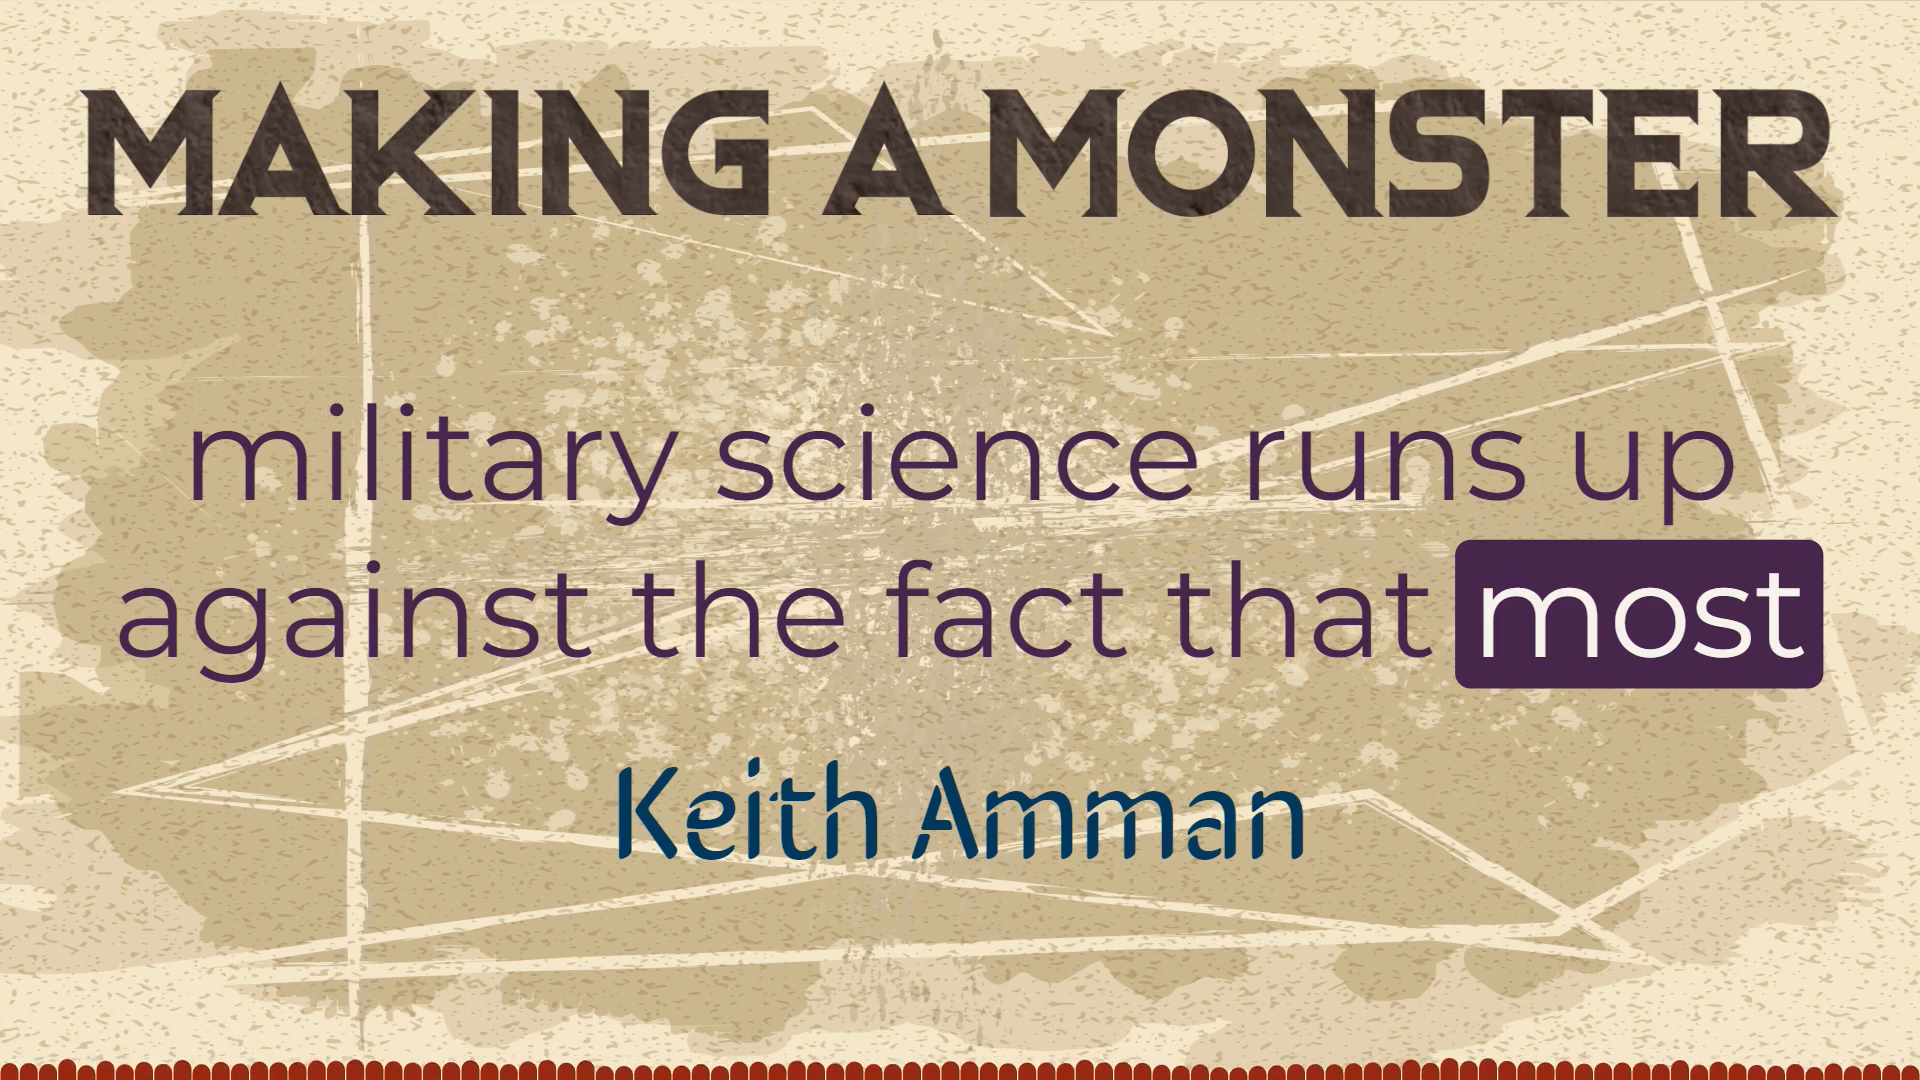 MAKING A MONSTER
military science runs up
against the fact that most
Keith Amman